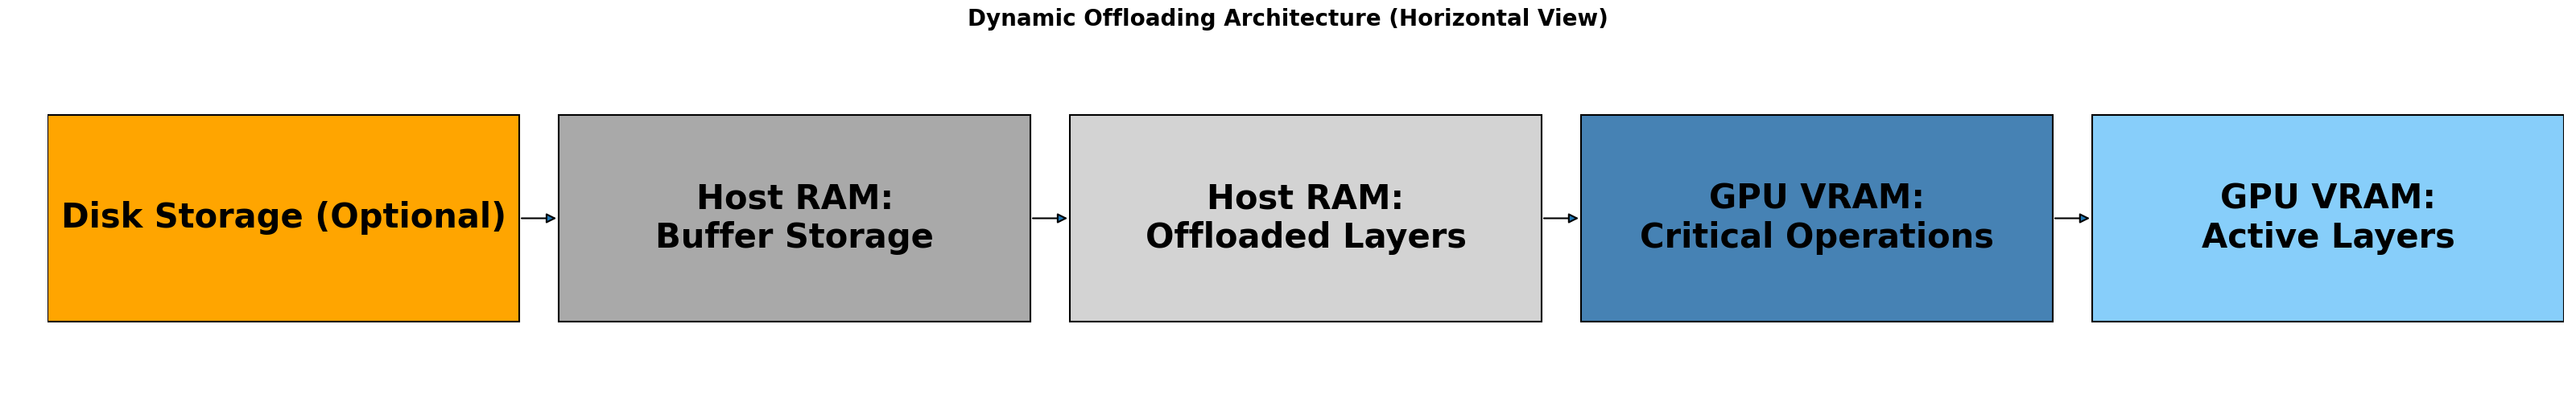 Dynamic Offloading Architecture (Horizontal View)
Disk Storage (Optional)
Host RAM:
Buffer Storage
Host RAM:
Offloaded Layers
GPU VRAM:
Critical Operations
GPU VRAM:
Active Layers